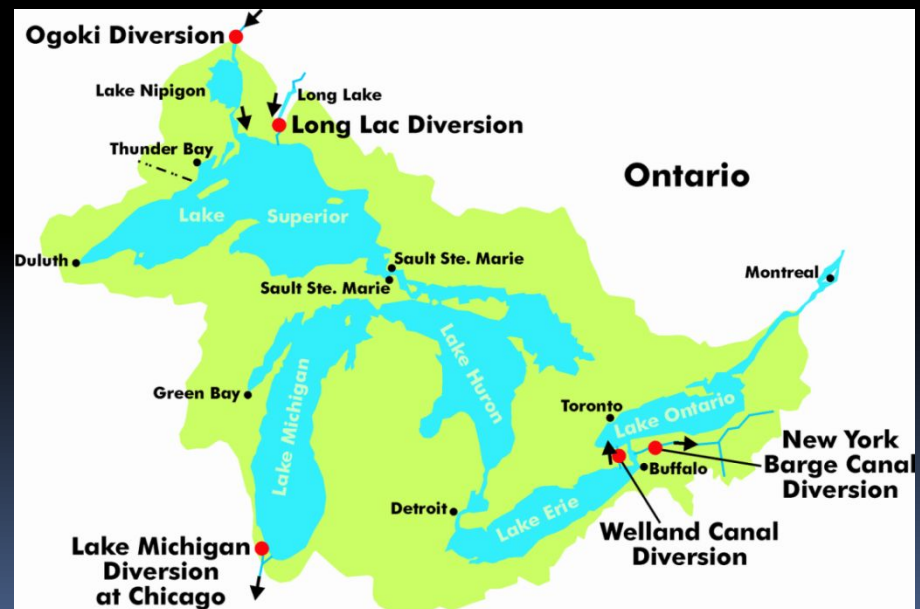 Ogoki Diversion
Lake Nipigon
Long Lake
Long Lac Diversion
Thunder Bay
Ontario
Lake Superior
Duluth
Sault Ste. Marie
Sault Ste. Marie
Montreal
Lake Michigan
Lake Huron
Green Bay
Toronto
Lake Ontario
New York
Barge Canal
Diversion
Buffalo
Detroit
Lake Erie
Welland Canal
Diversion
Lake Michigan
Diversion
at Chicago